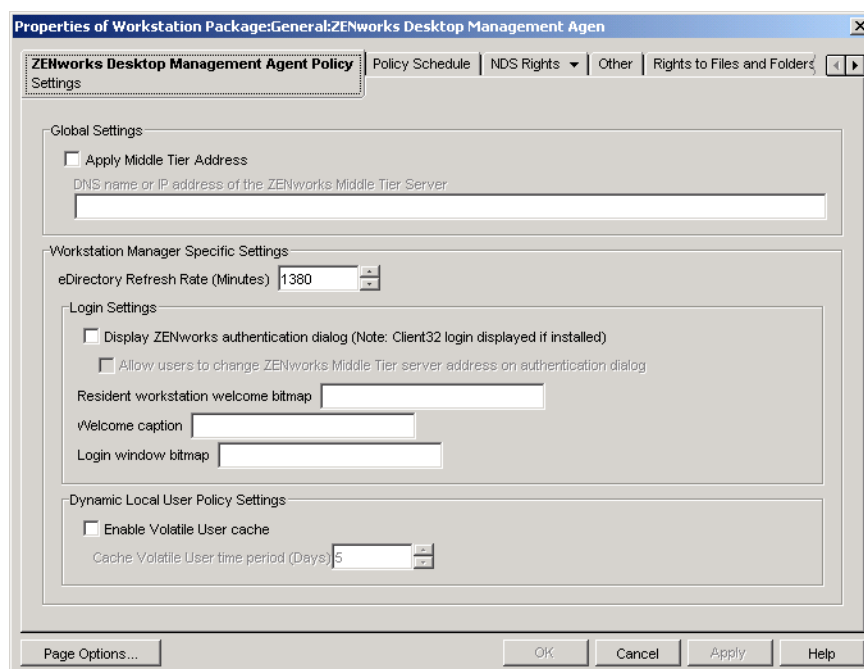 Properties of Workstation Package:General:ZENworks Desktop Management Agen
ZENworks Desktop Management Agent Policy
Policy Schedule
NDS Rights
Other
Rights to Files and Folders
Settings
Global Settings
Apply Middle Tier Address
DNS name or IP address of the ZENworks Middle Tier Server
Workstation Manager Specific Settings
eDirectory Refresh Rate (Minutes) 1380
Login Settings
Display ZENworks authentication dialog (Note: Client32 login displayed if installed)
Allow users to change ZENworks Middle Tier server address on authentication dialog
Resident workstation welcome bitmap
Welcome caption
Login window bitmap
Dynamic Local User Policy Settings
Enable Volatile User cache
Cache Volatile User time period (Days) 5
Page Options...
OK
Cancel
Apply
Help